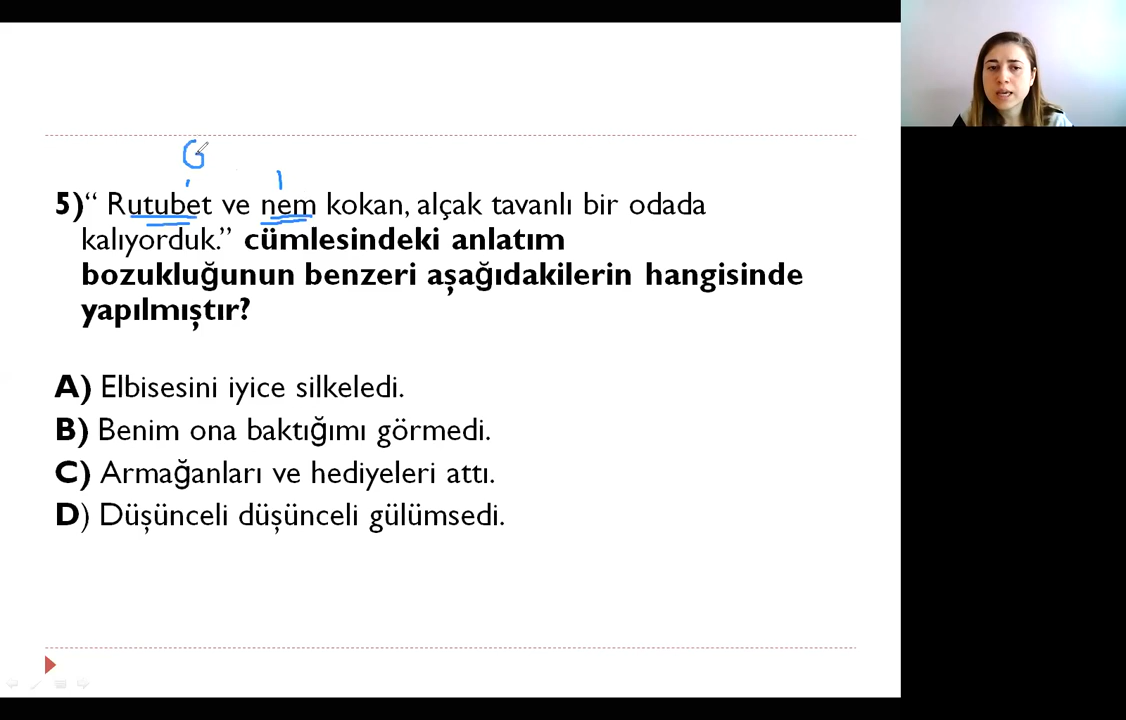 G
5)“ Rutubet ve nem kokan, alçak tavanlı bir odada
kalıyorduk.” cümlesindeki anlatım
bozukluğunun benzeri aşağıdakilerin hangisinde
yapılmıştır?
A) Elbisesini iyice silkeledi.
B) Benim ona baktığımı görmedi.
C) Armağanları ve hediyeleri attı.
D) Düşünceli düşünceli gülümsedi.